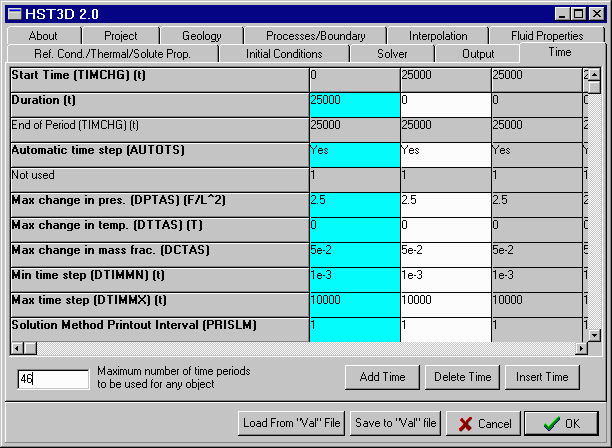 HST3D 2.0
About Project Geology Processes/Boundary Interpolation Fluid Properties
Ref. Cond./Thermal/Solute Prop. Initial Conditions Solver Output Time
Start Time (TIMCHG) (t) 0 25000 25000 2
Duration (t) 25000 0 0 0
End of Period (TIMCHG) (t) 25000 25000 25000 2
Automatic time step (AUTOTS) Yes Yes Yes Y
Not used 1 1 1 1
Max change in pres. (DPTAS) (F/L^2) 2.5 2.5 2.5 2
Max change in temp. (DTTAS) (T) 0 0 0 0
Max change in mass frac. (DCTAS) 5e-2 5e-2 5e-2 5
Min time step (DTIMMN) (t) 1e-3 1e-3 1e-3 1
Max time step (DTIMMX) (t) 10000 10000 10000 1
Solution Method Printout Interval (PRISLM) 1 1 1 1
46 Maximum number of time periods
to be used for any object
Add Time Delete Time Insert Time
Load From "Val" File Save to "Val" file Cancel OK